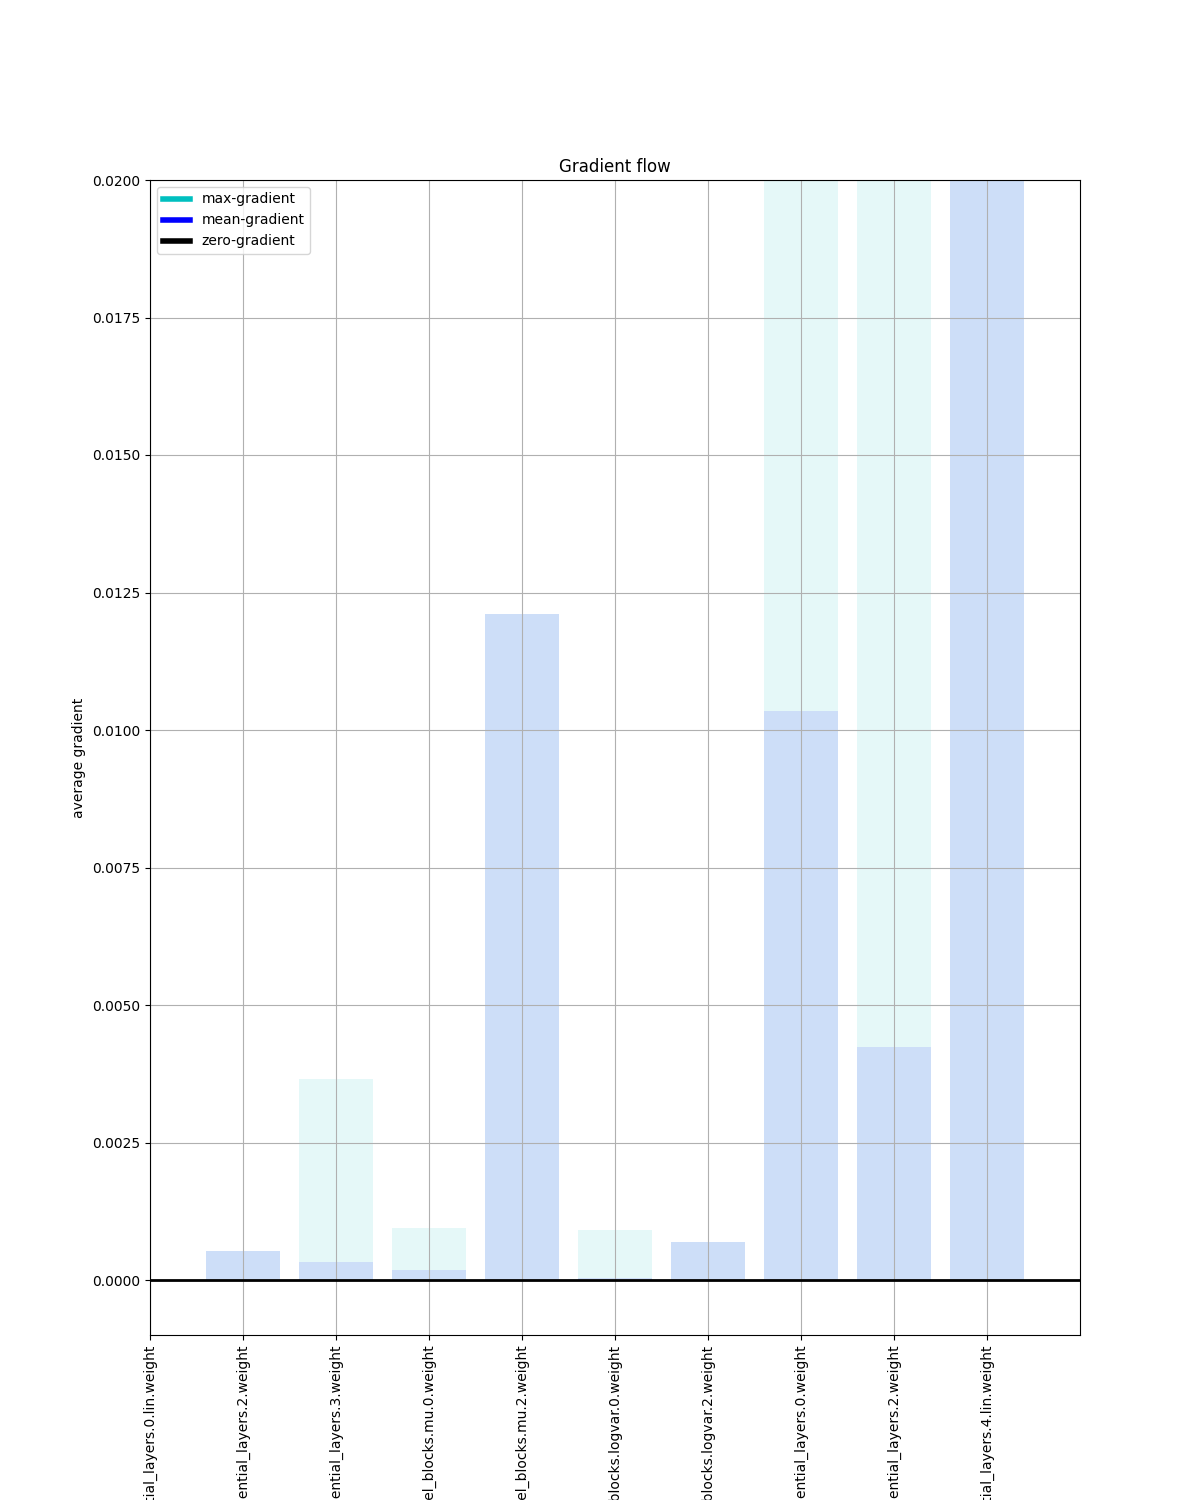 Gradient flow
max-gradient
mean-gradient
zero-gradient
0.0200
0.0175
0.0150
0.0125
0.0100
0.0075
0.0050
0.0025
0.0000
average gradient
tial_layers.0.lin.weight
ential_layers.2.weight
ential_layers.3.weight
el_blocks.mu.0.weight
el_blocks.mu.2.weight
blocks.logvar.0.weight
blocks.logvar.2.weight
ential_layers.0.weight
ential_layers.2.weight
tial_layers.4.lin.weight